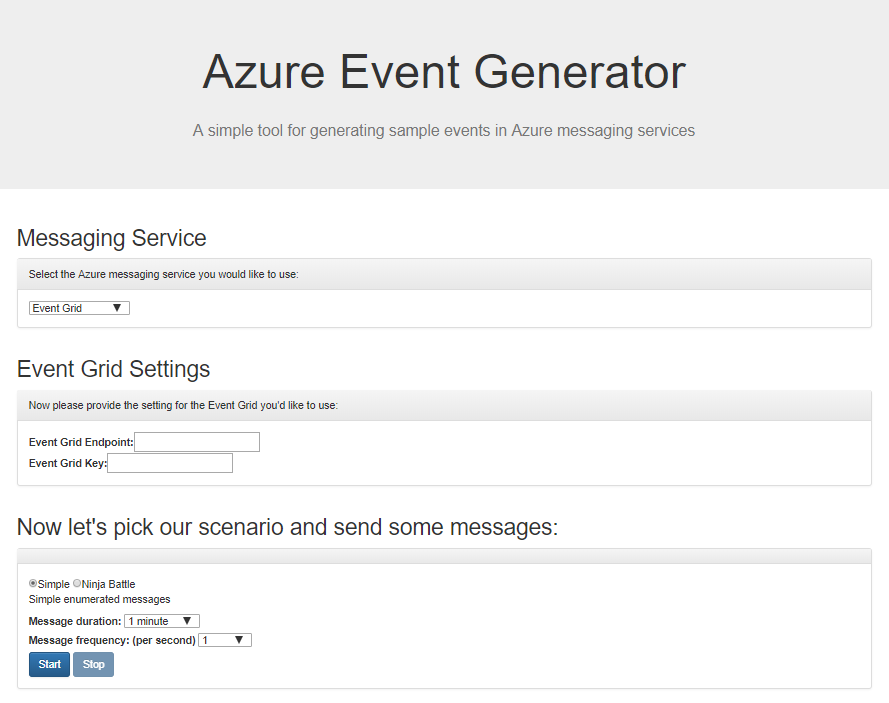 Azure Event Generator
A simple tool for generating sample events in Azure messaging services
Messaging Service
Select the Azure messaging service you would like to use:
Event Grid
Event Grid Settings
Now please provide the setting for the Event Grid you'd like to use:
Event Grid Endpoint:
Event Grid Key:
Now let's pick our scenario and send some messages:
Simple Ninja Battle
Simple enumerated messages
Message duration: 1 minute
Message frequency: (per second) 1
Start Stop